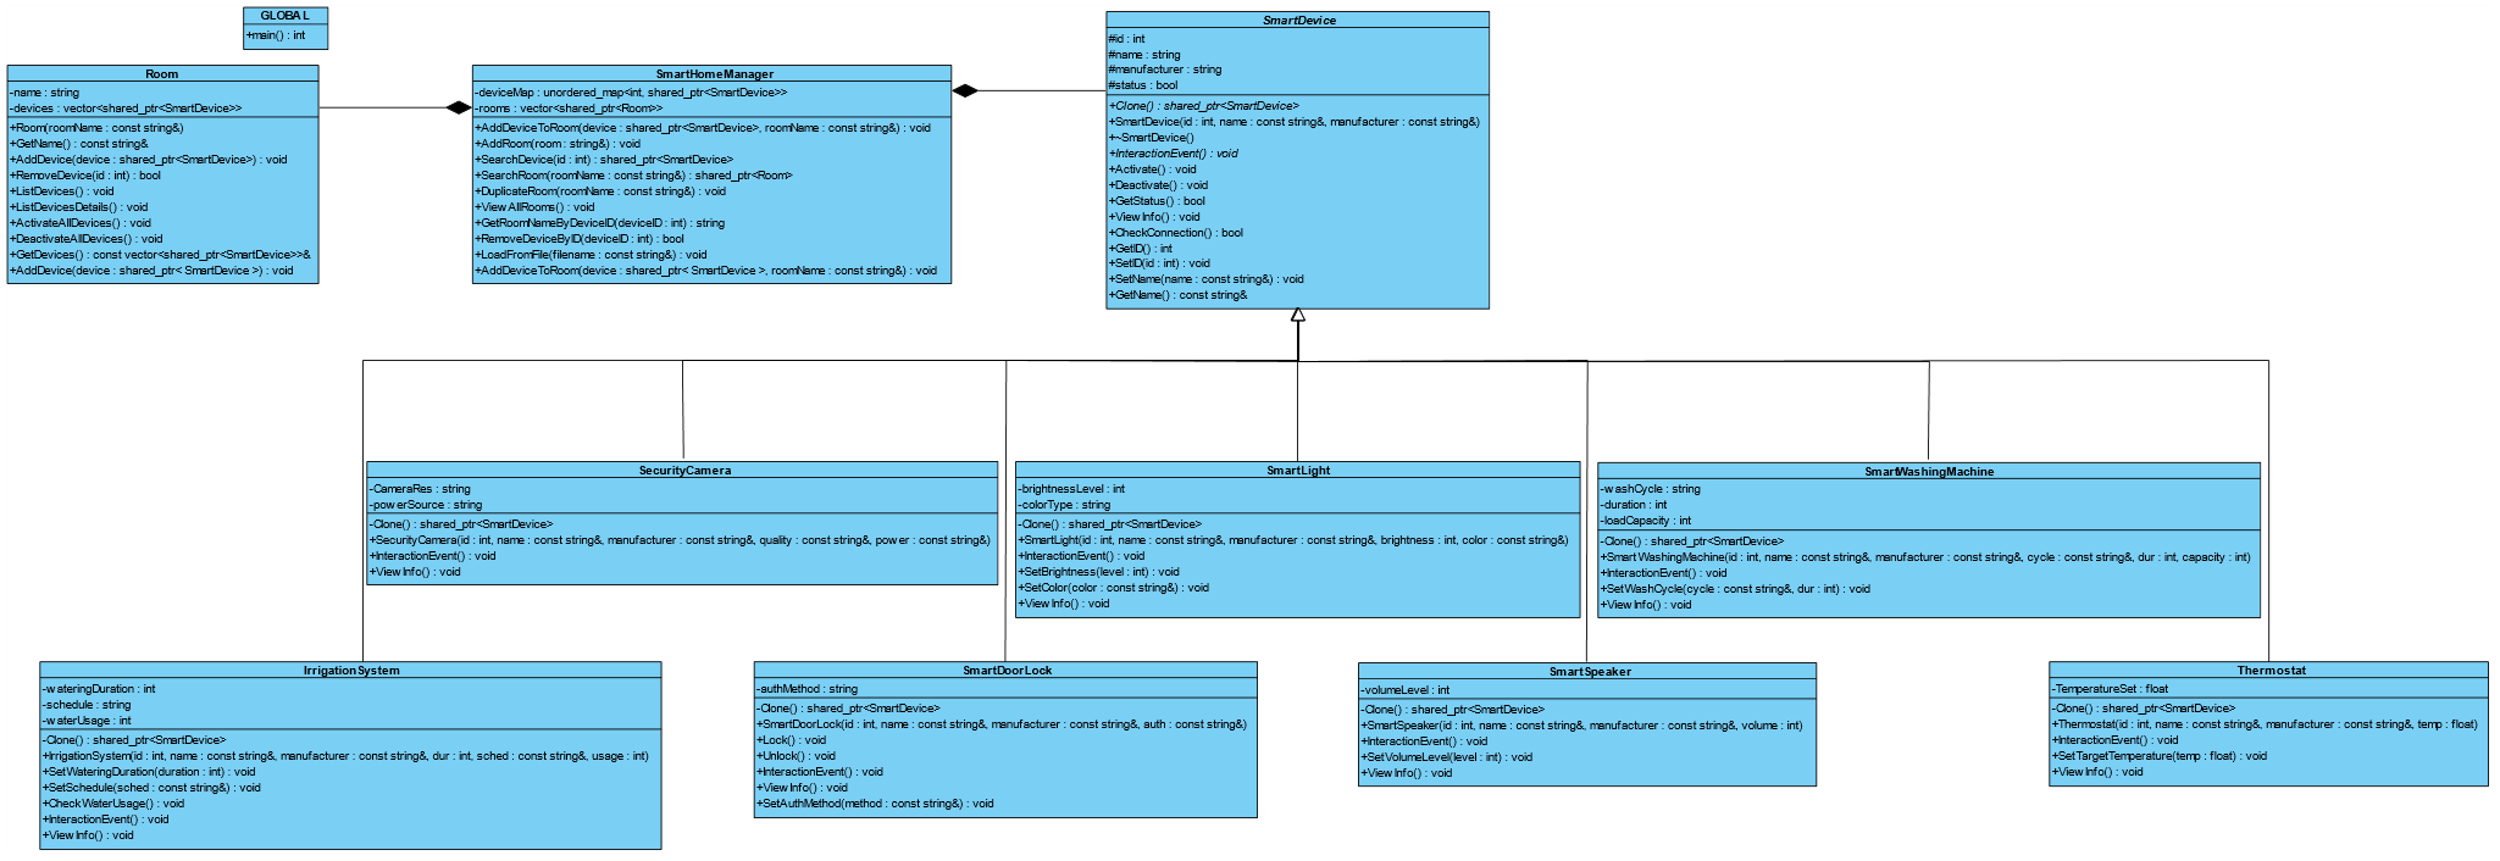 GLOBAL
+main() : int
Room
-name : string
-devices : vector<shared_ptr<SmartDevice>>
+Room(roomName : const string&)
+GetName() : const string&
+AddDevice(device : shared_ptr<SmartDevice>) : void
+RemoveDevice(id : int) : bool
+ListDevices() : void
+ListDevicesDetails() : void
+ActivateAllDevices() : void
+DeactivateAllDevices() : void
+GetDevices() : const vector<shared_ptr<SmartDevice>>&
+AddDevice(device : shared_ptr< SmartDevice >) : void
SmartHomeManager
-deviceMap : unordered_map<int, shared_ptr<SmartDevice>>
-rooms : vector<shared_ptr<Room>>
+AddDeviceToRoom(device : shared_ptr<SmartDevice>, roomName : const string&) : void
+AddRoom(room : string&) : void
+SearchDevice(id : int) : shared_ptr<SmartDevice>
+SearchRoom(roomName : const string&) : shared_ptr<Room>
+DuplicateRoom(roomName : const string&) : void
+ViewAllRooms() : void
+GetRoomNameByDeviceID(deviceID : int) : string
+RemoveDeviceByID(deviceID : int) : bool
+LoadFromFile(filename : const string&) : void
+AddDeviceToRoom(device : shared_ptr< SmartDevice >, roomName : const string&) : void
SmartDevice
#id : int
#name : string
#manufacturer : string
#status : bool
+Clone() : shared_ptr<SmartDevice>
+SmartDevice(id : int, name : const string&, manufacturer : const string&)
+~SmartDevice()
+InteractionEvent() : void
+Activate() : void
+Deactivate() : void
+GetStatus() : bool
+ViewInfo() : void
+CheckConnection() : bool
+GetID() : int
+SetID(id : int) : void
+SetName(name : const string&) : void
+GetName() : const string&
SecurityCamera
-CameraRes : string
-powerSource : string
-Clone() : shared_ptr<SmartDevice>
+SecurityCamera(id : int, name : const string&, manufacturer : const string&, quality : const string&, power : const string&)
+InteractionEvent() : void
+ViewInfo() : void
SmartLight
-brightnessLevel : int
-colorType : string
-Clone() : shared_ptr<SmartDevice>
+SmartLight(id : int, name : const string&, manufacturer : const string&, brightness : int, color : const string&)
+InteractionEvent() : void
+SetBrightness(level : int) : void
+SetColor(color : const string&) : void
+ViewInfo() : void
SmartWashingMachine
-washCycle : string
-duration : int
-loadCapacity : int
-Clone() : shared_ptr<SmartDevice>
+SmartWashingMachine(id : int, name : const string&, manufacturer : const string&, cycle : const string&, dur : int, capacity : int)
+InteractionEvent() : void
+SetWashCycle(cycle : const string&, dur : int) : void
+ViewInfo() : void
IrrigationSystem
-wateringDuration : int
-schedule : string
-waterUsage : int
-Clone() : shared_ptr<SmartDevice>
+IrrigationSystem(id : int, name : const string&, manufacturer : const string&, dur : int, sched : const string&, usage : int)
+SetWateringDuration(duration : int) : void
+SetSchedule(sched : const string&) : void
+CheckWaterUsage() : void
+InteractionEvent() : void
+ViewInfo() : void
SmartDoorLock
-authMethod : string
-Clone() : shared_ptr<SmartDevice>
+SmartDoorLock(id : int, name : const string&, manufacturer : const string&, auth : const string&)
+Lock() : void
+Unlock() : void
+InteractionEvent() : void
+ViewInfo() : void
+SetAuthMethod(method : const string&) : void
SmartSpeaker
-volumeLevel : int
-Clone() : shared_ptr<SmartDevice>
+SmartSpeaker(id : int, name : const string&, manufacturer : const string&, volume : int)
+InteractionEvent() : void
+SetVolumeLevel(level : int) : void
+ViewInfo() : void
Thermostat
-TemperatureSet : float
-Clone() : shared_ptr<SmartDevice>
+Thermostat(id : int, name : const string&, manufacturer : const string&, temp : float)
+InteractionEvent() : void
+SetTargetTemperature(temp : float) : void
+ViewInfo() : void